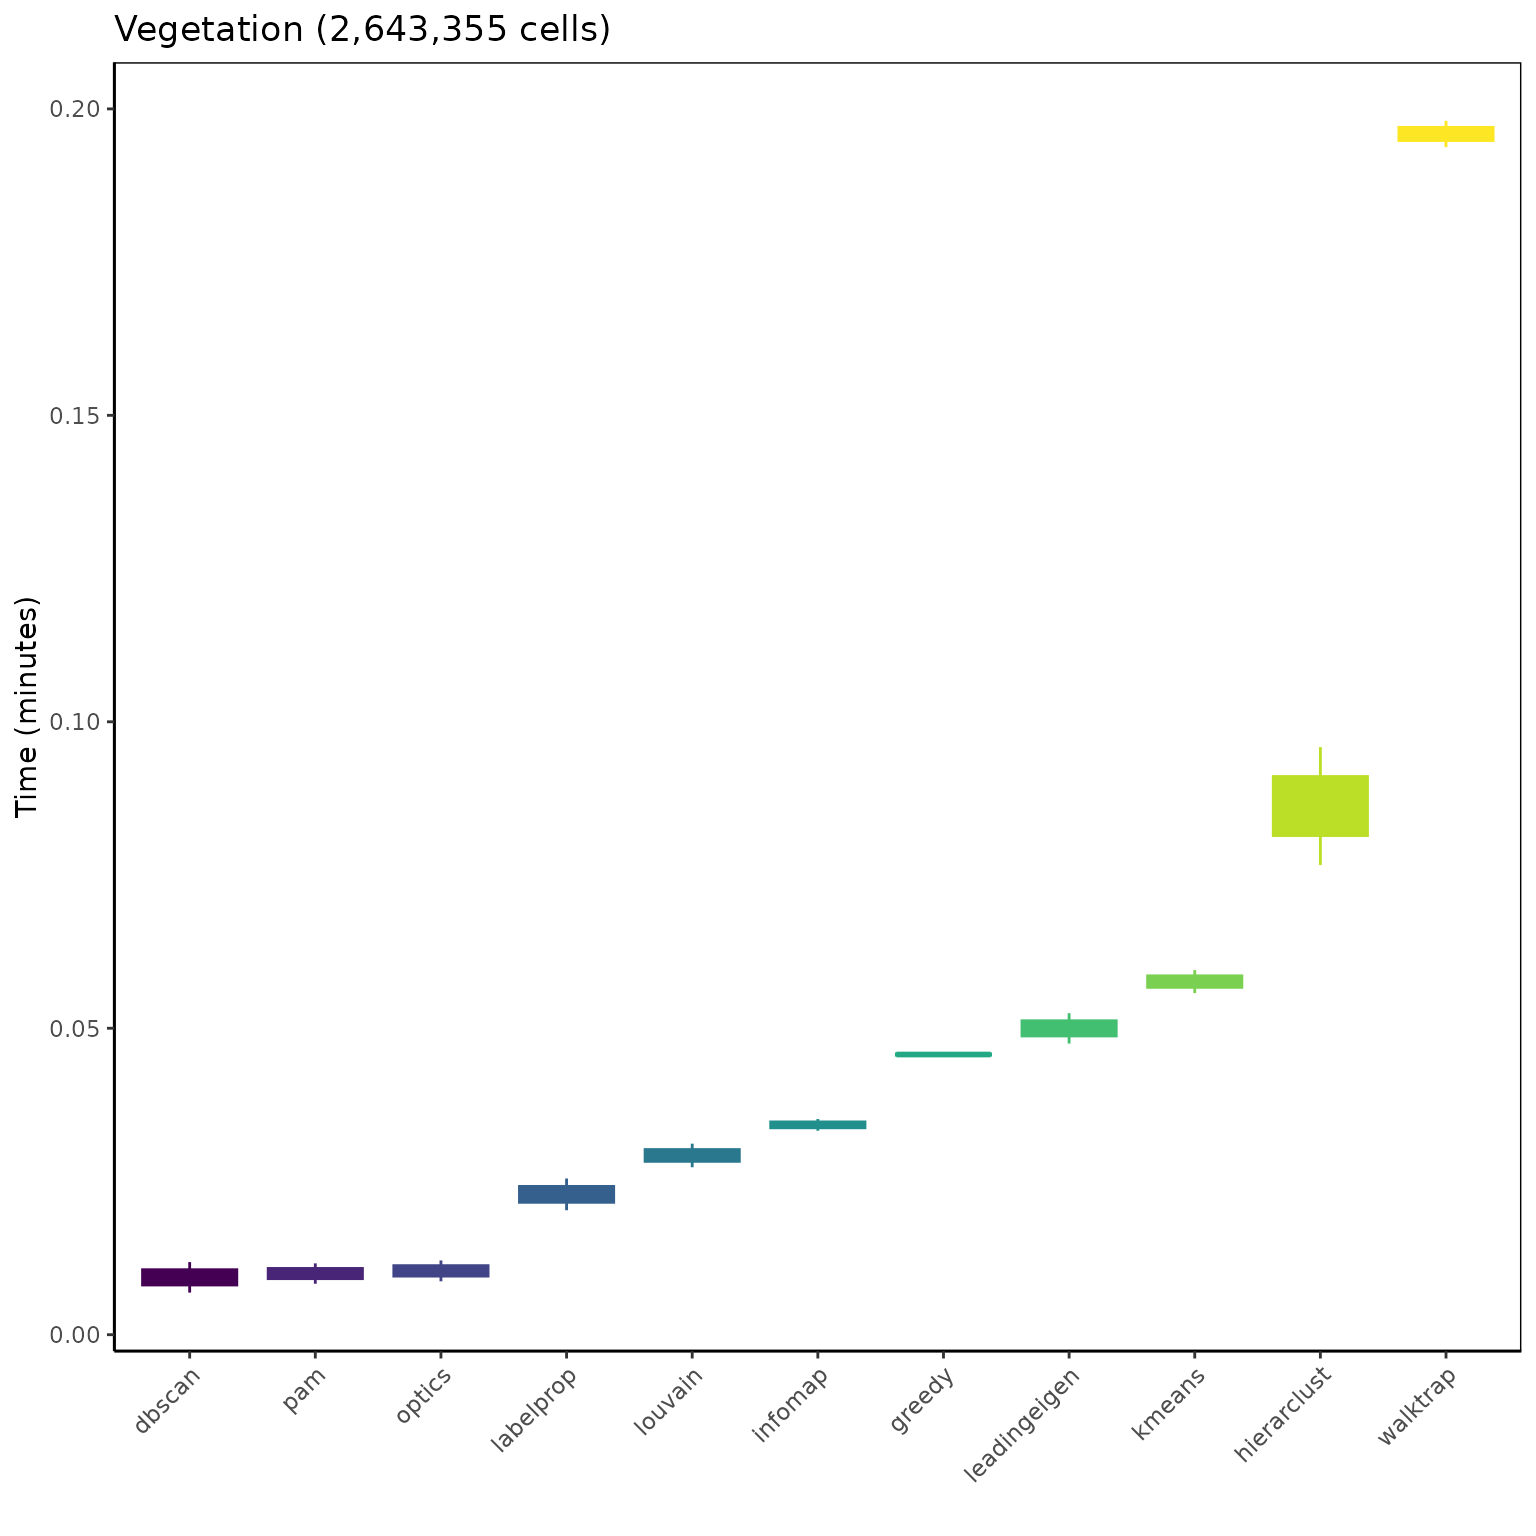 Vegetation (2,643,355 cells)
Time (minutes)
0.20
0.15
0.10
0.05
0.00
dbscan
pam
optics
labelprop
louvain
infomap
greedy
leadingeigen
kmeans
hierarclust
walktrap